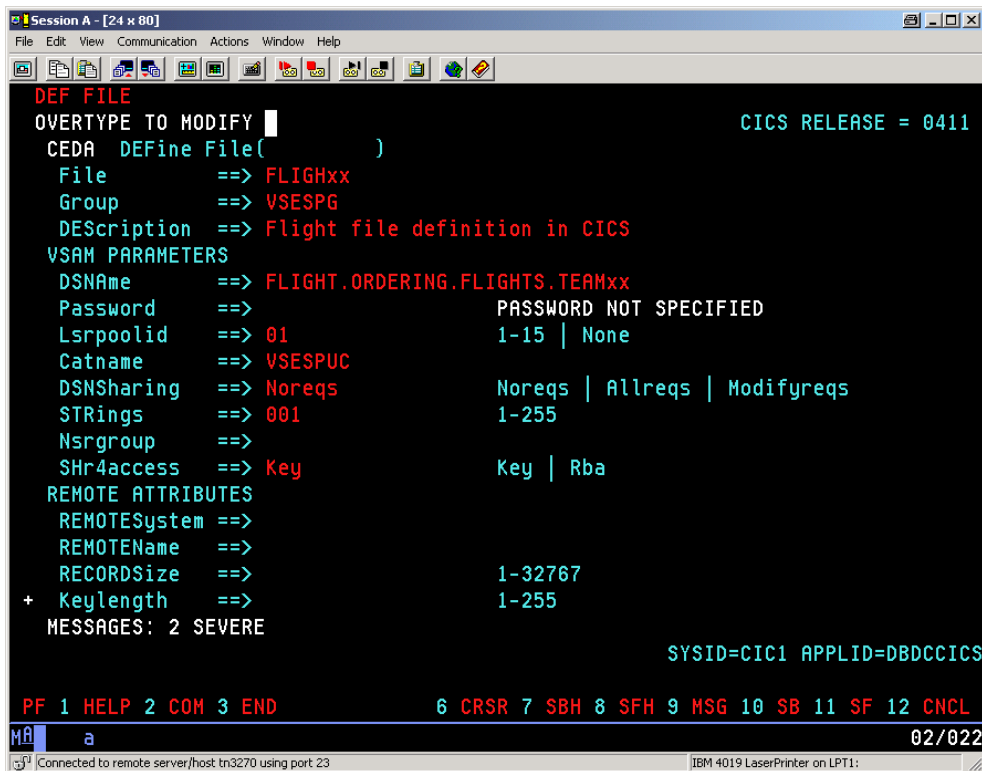 Session A - [24 x 80]
File Edit View Communication Actions Window Help
DEF FILE
OVERTYPE TO MODIFY CICS RELEASE = 0411
CEDA DEFine File( )
File ==> FLIGHxx
Group ==> VSESPG
DEScription ==> Flight file definition in CICS
VSAM PARAMETERS
DSNAme ==> FLIGHT.ORDERING.FLIGHTS.TEAMxx
Password ==> PASSWORD NOT SPECIFIED
Lsrpoolid ==> 01 1-15 | None
Catname ==> VSESPUC
DSNSharing ==> Noreqs Noreqs | Allreqs | Modifyreqs
STRings ==> 001 1-255
Nsrgroup ==>
SHr4access ==> Key Key | Rba
REMOTE ATTRIBUTES
REMOTESystem ==>
REMOTEName ==>
RECORDSize ==> 1-32767
+ Keylength ==> 1-255
MESSAGES: 2 SEVERE
SYSID=CIC1 APPLID=DBDCCICS
PF 1 HELP 2 COM 3 END 6 CRSR 7 SBH 8 SFH 9 MSG 10 SB 11 SF 12 CNCL
MA a 02/022
Connected to remote server/host tn3270 using port 23 IBM 4019 LaserPrinter on LPT1: